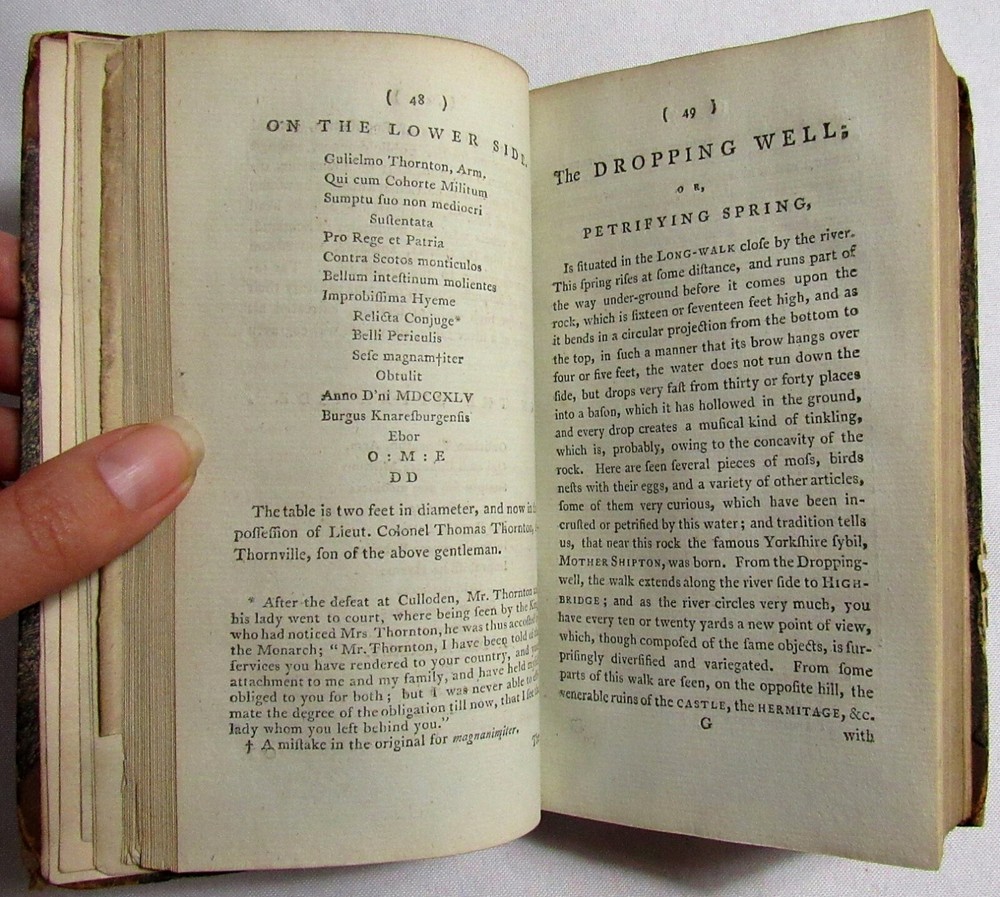 ( 48 )
ON THE LOWER SIDE.
Gulielmo Thornton, Arm.
Qui cum Cohorte Militum
Sumptu ſuo non mediocri
Suſtentata
Pro Rege et Patria
Contra Scotos monticulos
Bellum inteſtinum molientes
Improbiſſima Hyeme
Relicta Conjuge*
Belli Periculis
Seſe magnam†iter
Obtulit
Anno D'ni MDCCXLV
Burgus Knareſburgenſis
Ebor
O : M : E
D D
The table is two feet in diameter, and now in
poſſeſſion of Lieut. Colonel Thomas Thornton,
Thornville, ſon of the above gentleman.
* After the defeat at Culloden, Mr. Thornton
his lady went to court, where being ſeen by the
who had noticed Mrs. Thornton, he was thus accoſted
the Monarch; "Mr. Thornton, I have been told of
ſervices you have rendered to your country, and
attachment to me and my family, and have held
obliged to you for both; but I was never able to
mate the degree of the obligation till now, that I ſee
lady whom you left behind you."
† A miſtake in the original for magnanimiter.
( 49 )
The DROPPING WELL;
OR,
PETRIFYING SPRING,
Is ſituated in the LONG-WALK cloſe by the river.
This ſpring riſes at ſome diſtance, and runs part of
the way under-ground before it comes upon the
rock, which is ſixteen or ſeventeen feet high, and as
it bends in a circular projection from the bottom to
the top, in ſuch a manner that its brow hangs over
four or five feet, the water does not run down the
ſide, but drops very faſt from thirty or forty places
into a baſon, which it has hollowed in the ground,
and every drop creates a muſical kind of tinkling,
which is, probably, owing to the concavity of the
rock. Here are ſeen ſeveral pieces of moſs, birds
neſts with their eggs, and a variety of other articles,
ſome of them very curious, which have been in-
cruſted or petrified by this water; and tradition tells
us, that near this rock the famous Yorkſhire ſybil,
MOTHER SHIPTON, was born. From the Dropping-
well, the walk extends along the river ſide to HIGH-
BRIDGE; and as the river circles very much, you
have every ten or twenty yards a new point of view,
which, though compoſed of the ſame objects, is ſur-
priſingly diverſified and variegated. From ſome
parts of this walk are ſeen, on the oppoſite hill, the
venerable ruins of the CASTLE, the HERMITAGE, &c.
G
with